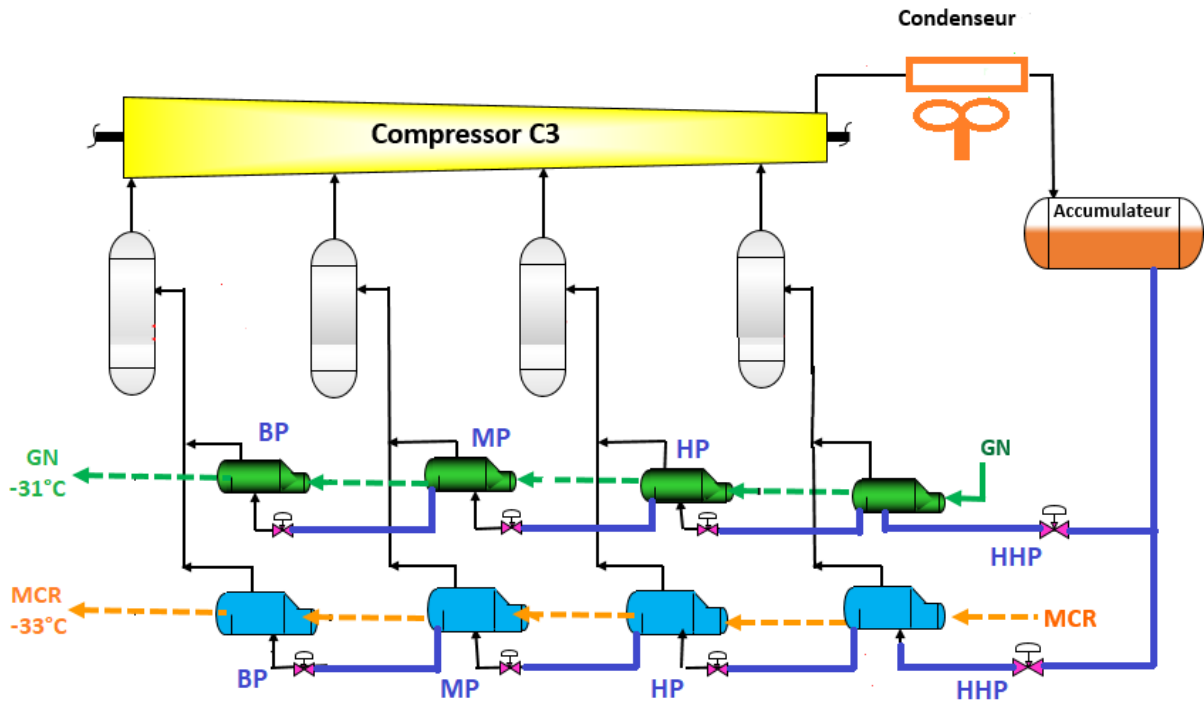 Condenseur
Compressor C3
Accumulateur
BP
MP
HP
GN
GN
-31°C
HHP
MCR
-33°C
MCR
BP
MP
HP
HHP